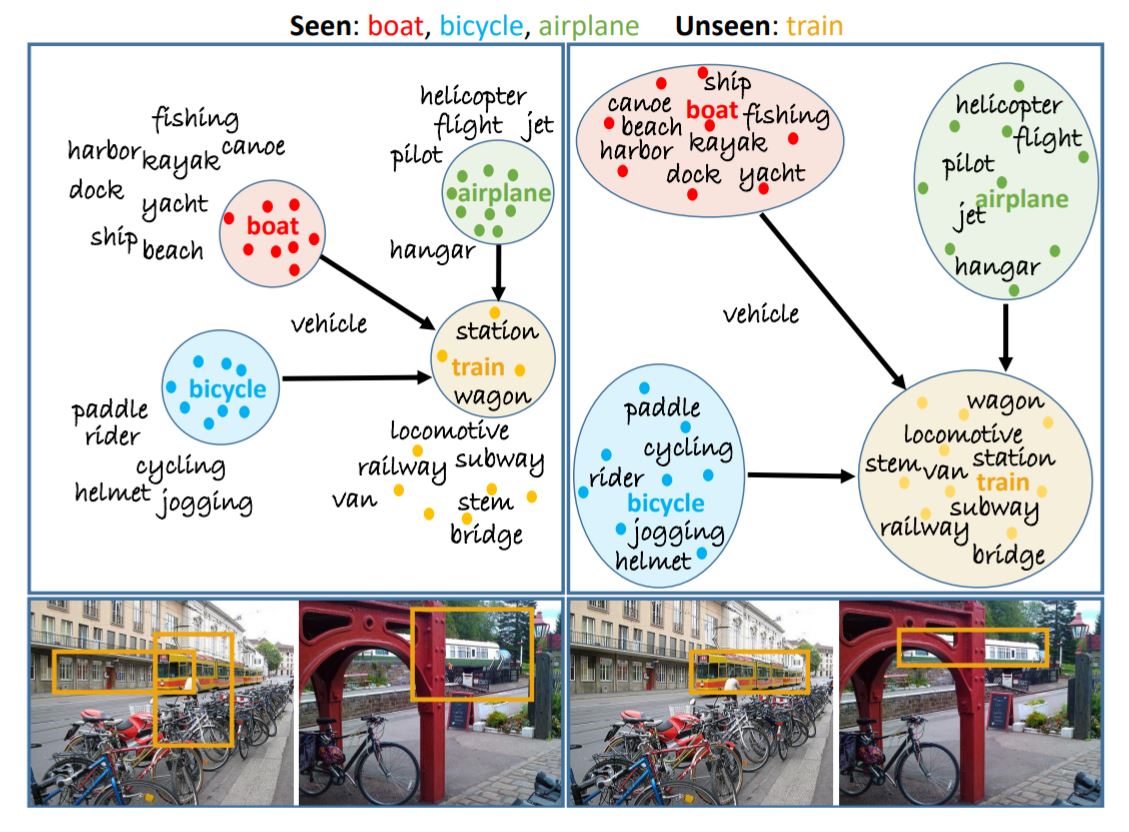 Seen: boat, bicycle, airplane Unseen: train
helicopter
flight jet
pilot
airplane
hangar
fishing
harbor kayak canoe
dock
yacht
ship beach
boat
vehicle
station
train
wagon
bicycle
paddle
rider
cycling
helmet jogging
locomotive
railway subway
van
stem
bridge
ship
canoe
boat fishing
beach
kayak
harbor
dock yacht
helicopter
flight
pilot
airplane
jet
hangar
vehicle
paddle
cycling
rider
bicycle
jogging
helmet
wagon
locomotive
stem van station
train
subway
railway
bridge